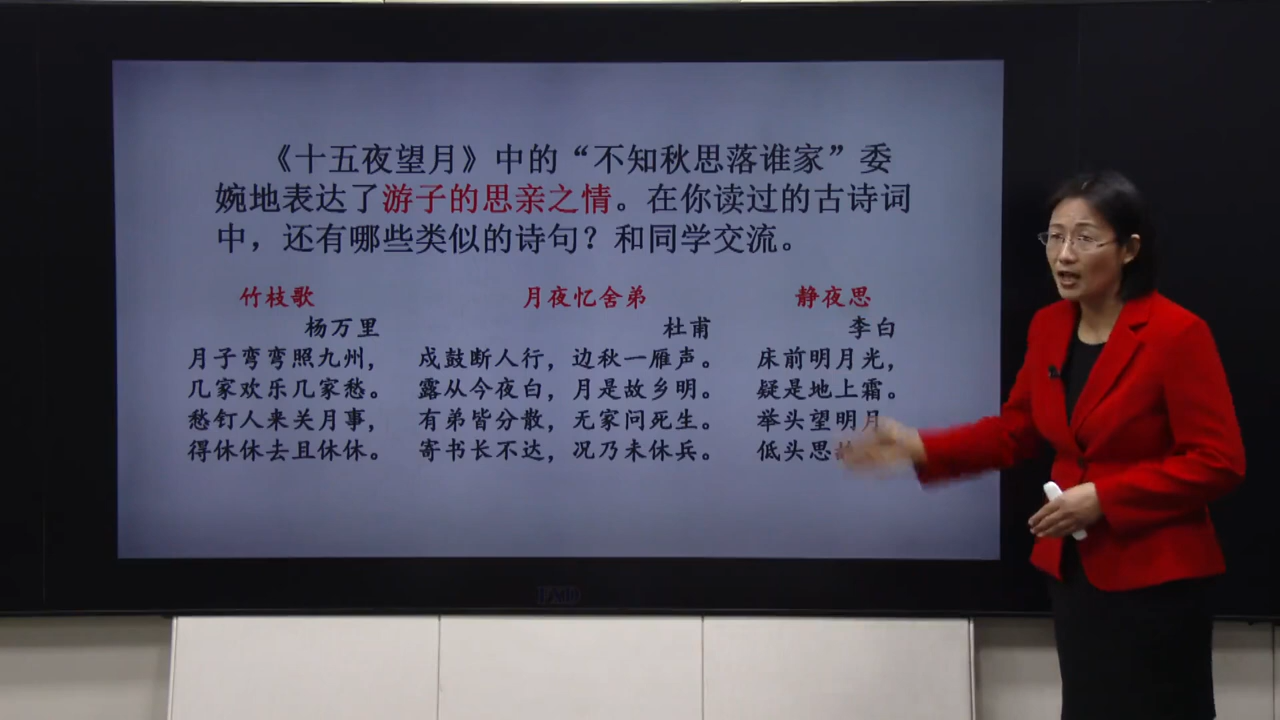 《十五夜望月》中的“不知秋思落谁家”委
婉地表达了游子的思亲之情。在你读过的古诗词
中，还有哪些类似的诗句？和同学交流。
竹枝歌
杨万里
月子弯弯照九州，
几家欢乐几家愁。
愁钉人来关月事，
得休休去且休休。
月夜忆舍弟
杜甫
戍鼓断人行，边秋一雁声。
露从今夜白，月是故乡明。
有弟皆分散，无家问死生。
寄书长不达，况乃未休兵。
静夜思
李白
床前明月光，
疑是地上霜。
举头望明月
低头思